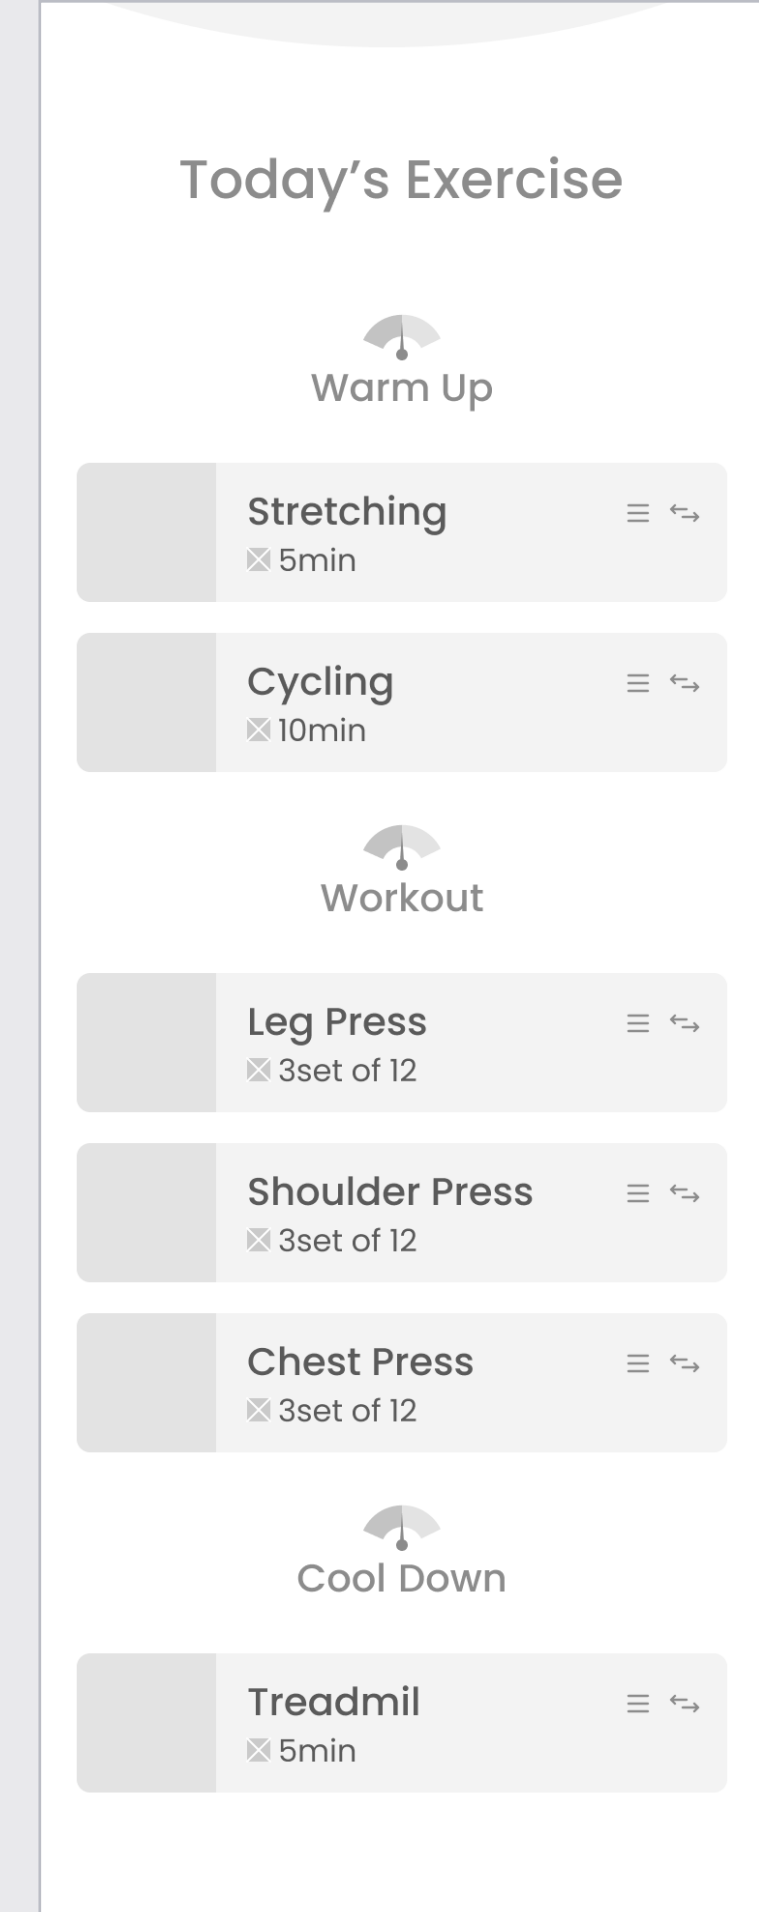 Today’s Exercise
Warm Up
Stretching
5min
Cycling
10min
Workout
Leg Press
3set of 12
Shoulder Press
3set of 12
Chest Press
3set of 12
Cool Down
Treadmil
5min